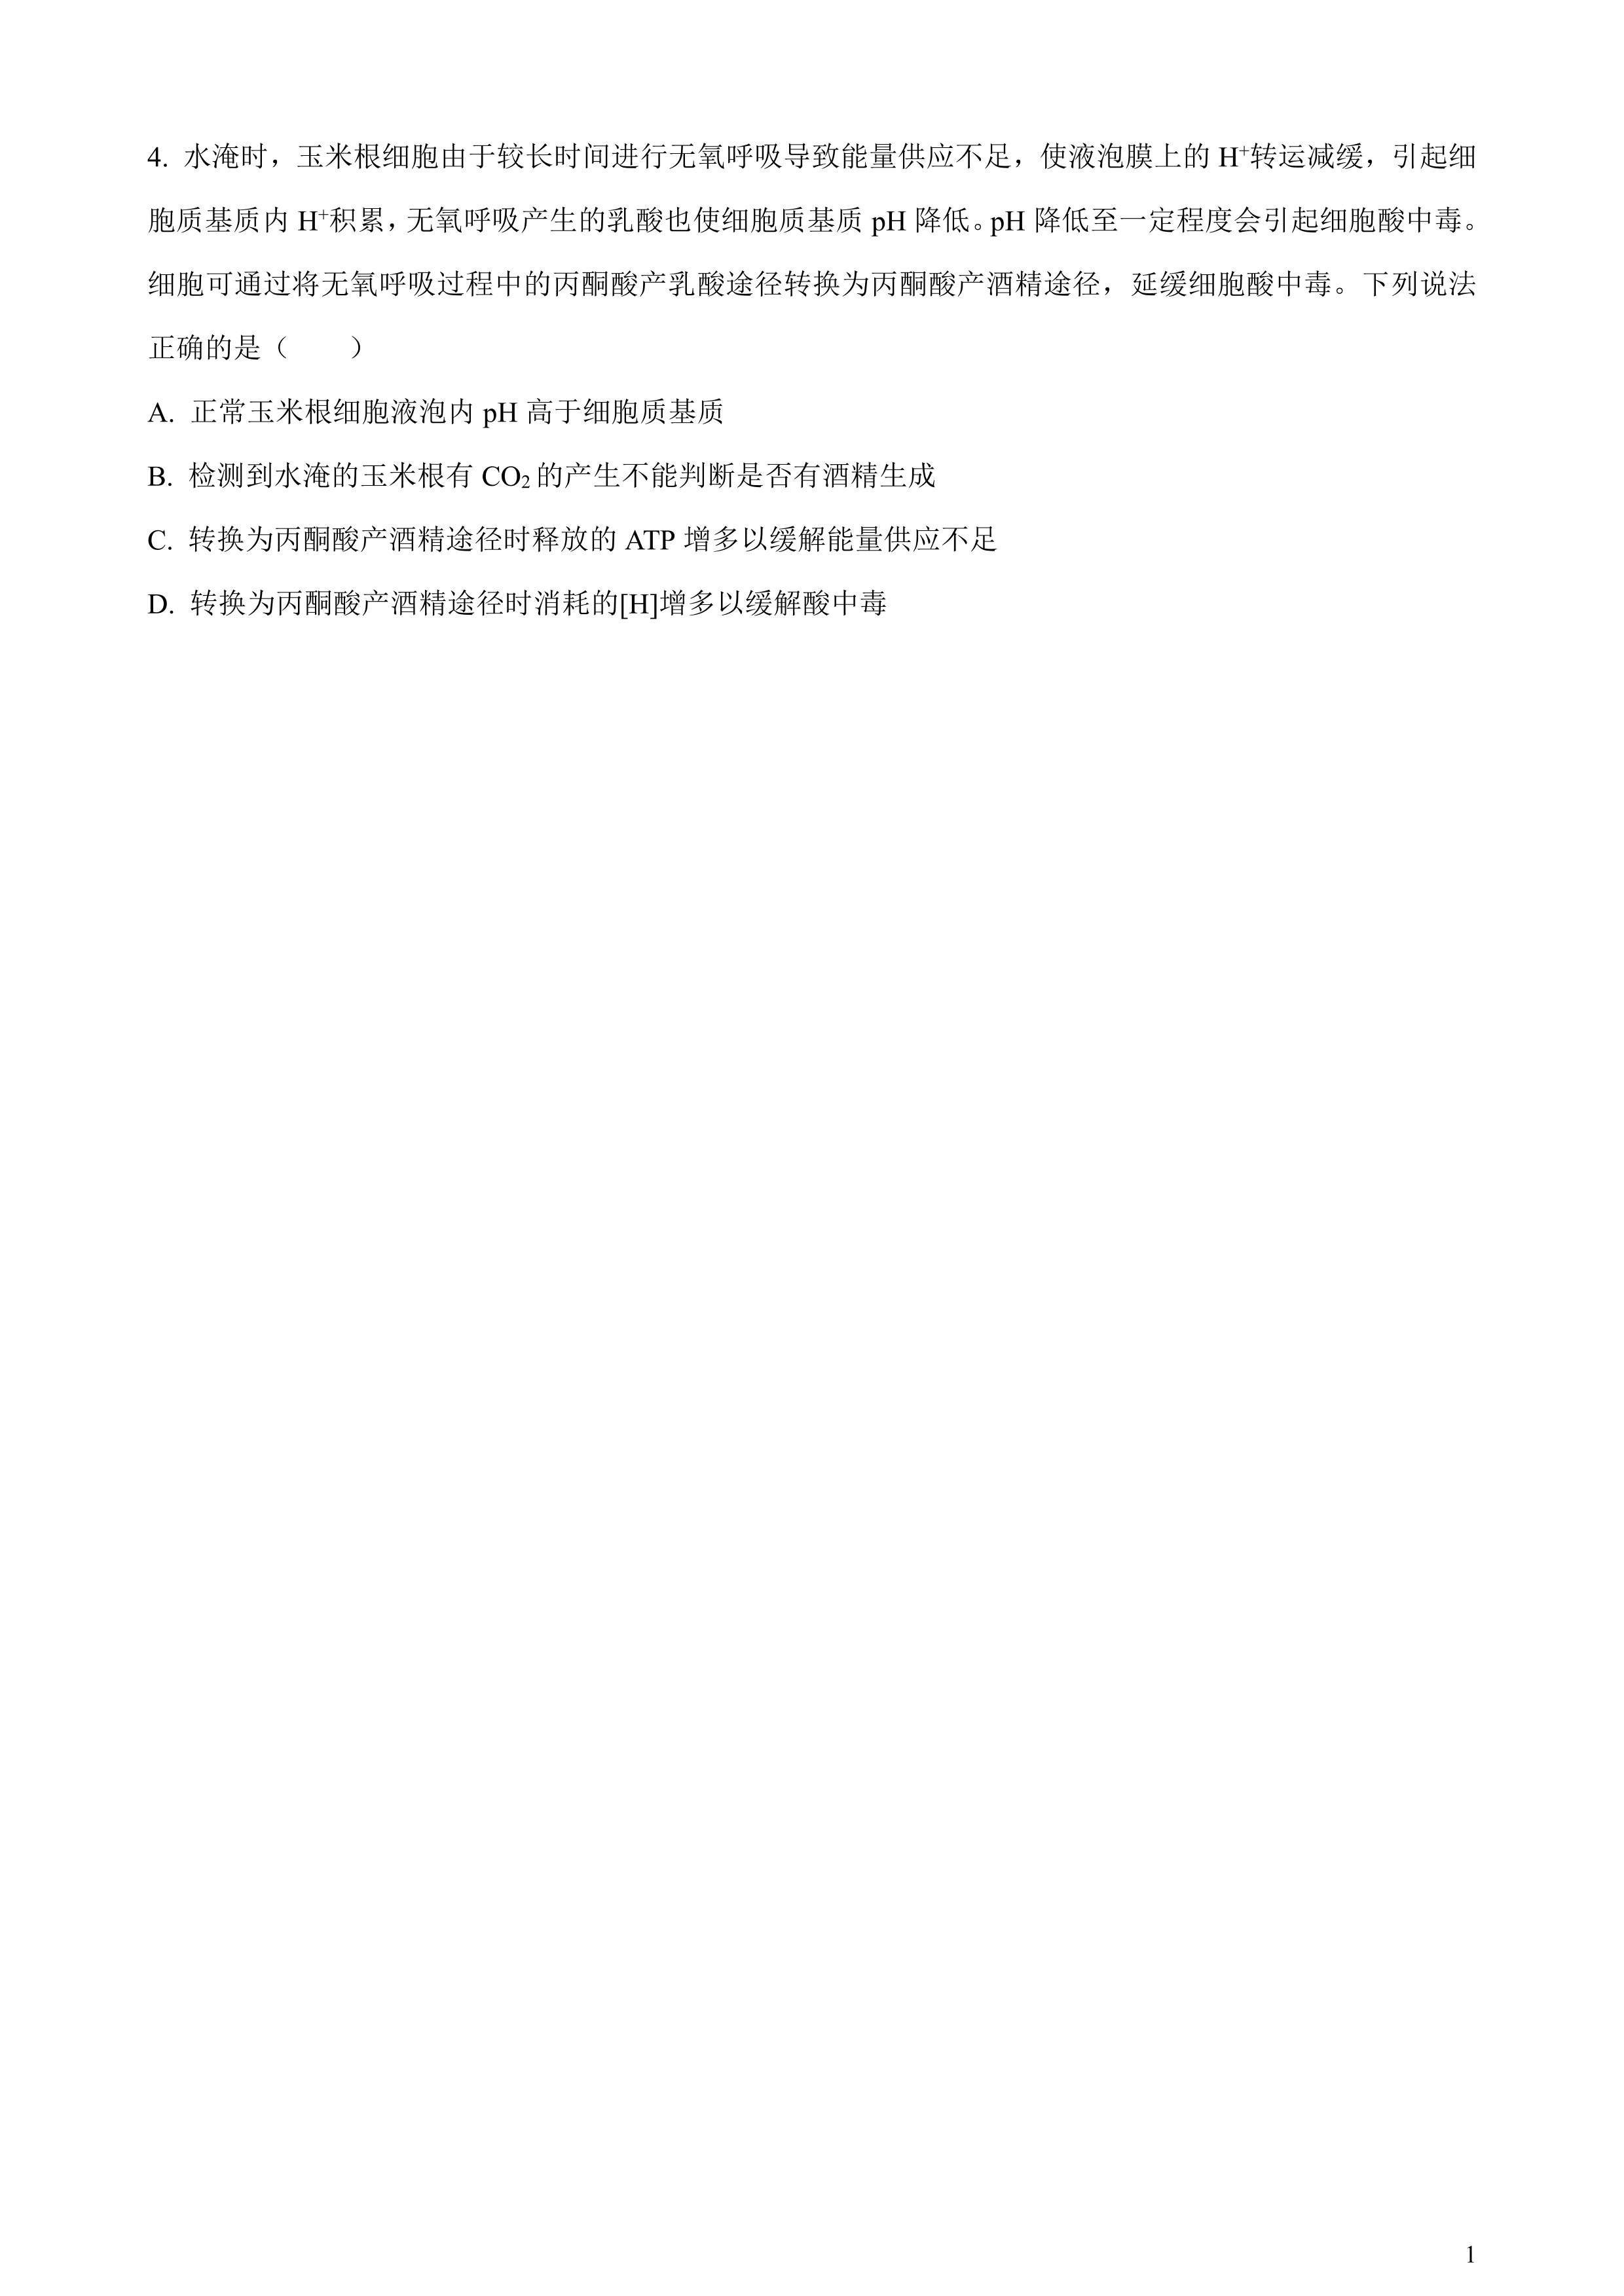 4. 水淹时，玉米根细胞由于较长时间进行无氧呼吸导致能量供应不足，使液泡膜上的 H⁺转运减缓，引起细
胞质基质内 H⁺积累，无氧呼吸产生的乳酸也使细胞质基质 pH 降低。pH 降低至一定程度会引起细胞酸中毒。
细胞可通过将无氧呼吸过程中的丙酮酸产乳酸途径转换为丙酮酸产酒精途径，延缓细胞酸中毒。下列说法
正确的是（　　）
A. 正常玉米根细胞液泡内 pH 高于细胞质基质
B. 检测到水淹的玉米根有 CO₂的产生不能判断是否有酒精生成
C. 转换为丙酮酸产酒精途径时释放的 ATP 增多以缓解能量供应不足
D. 转换为丙酮酸产酒精途径时消耗的[H]增多以缓解酸中毒
1